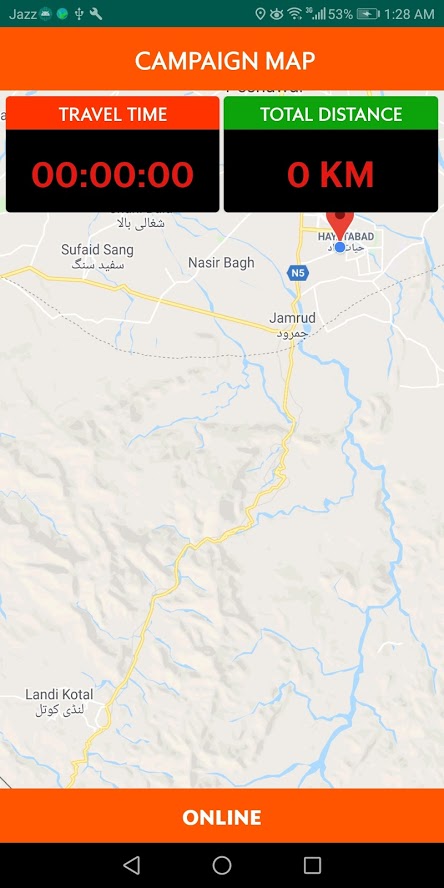 Jazz 3G 53% 1:28 AM
CAMPAIGN MAP
TRAVEL TIME
TOTAL DISTANCE
00:00:00
0 KM
شغالی بالا
Sufaid Sang
سفید سنگ
Nasir Bagh
N5
Jamrud
جمرود
Landi Kotal
لنڈی کوتل
ONLINE